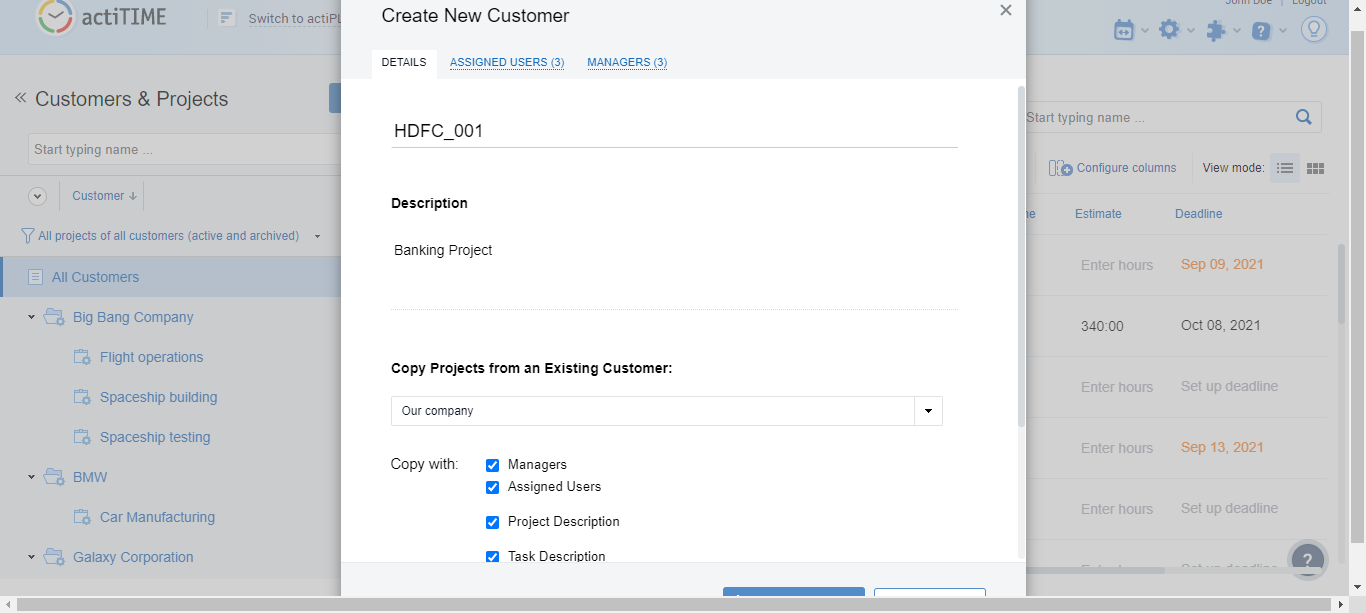 actiTIME
Switch to actiPL
John Doe
Logout
Customers & Projects
Start typing name ...
Customer
All projects of all customers (active and archived)
All Customers
Big Bang Company
Flight operations
Spaceship building
Spaceship testing
BMW
Car Manufacturing
Galaxy Corporation
Create New Customer
DETAILS
ASSIGNED USERS (3)
MANAGERS (3)
HDFC_001
Description
Banking Project
Copy Projects from an Existing Customer:
Our company
Copy with:
Managers
Assigned Users
Project Description
Task Description
Start typing name ...
Configure columns
View mode:
Estimate
Deadline
Enter hours
Sep 09, 2021
340:00
Oct 08, 2021
Enter hours
Set up deadline
Enter hours
Sep 13, 2021
Enter hours
Set up deadline
?